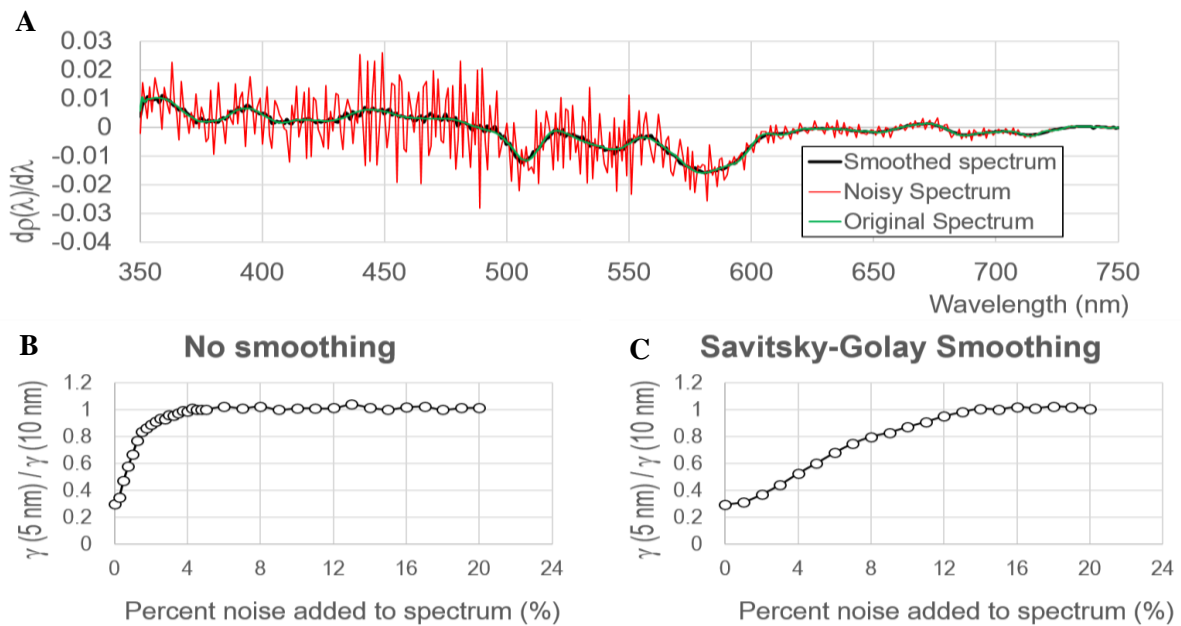 A
0.03
0.02
0.01
0
-0.01
-0.02
-0.03
-0.04
dρ(λ)/dλ
Smoothed spectrum
Noisy Spectrum
Original Spectrum
350 400 450 500 550 600 650 700 750
Wavelength (nm)
B No smoothing
1.2
1
0.8
0.6
0.4
0.2
0
γ (5 nm) / γ (10 nm)
0 4 8 12 16 20 24
Percent noise added to spectrum (%)
C Savitsky-Golay Smoothing
1.2
1
0.8
0.6
0.4
0.2
0
γ (5 nm) / γ (10 nm)
0 4 8 12 16 20 24
Percent noise added to spectrum (%)